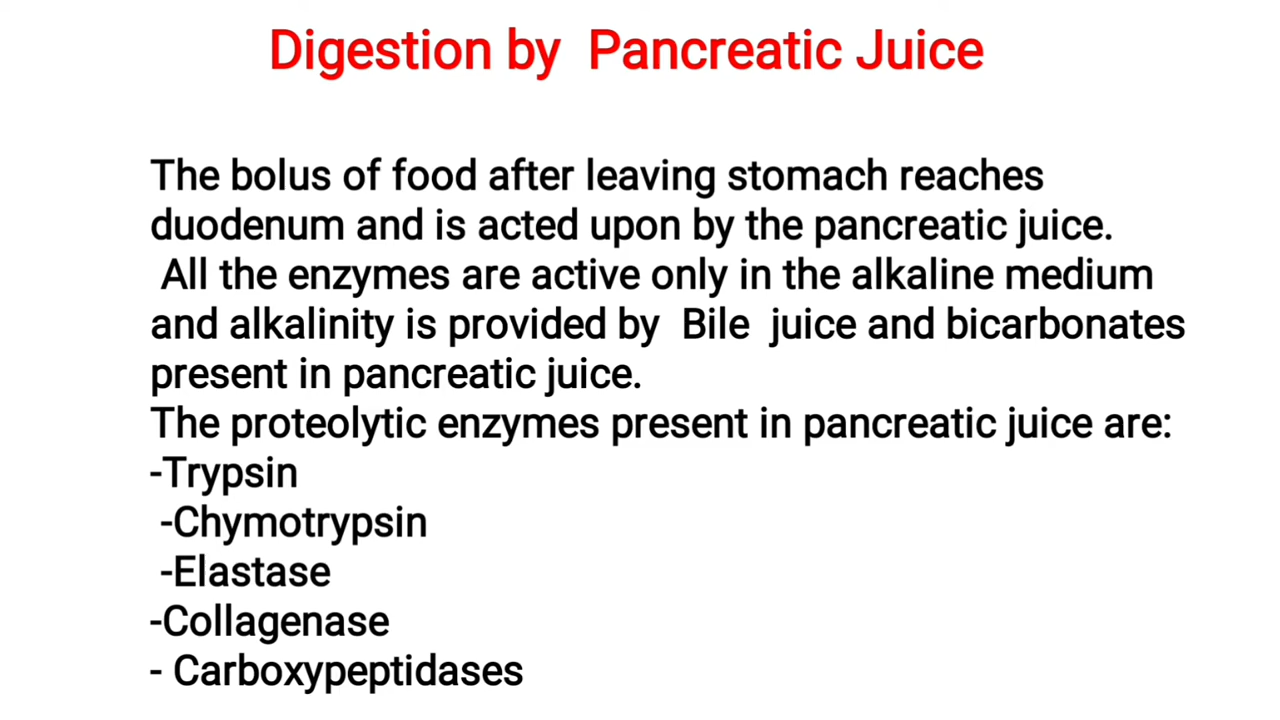 Digestion by Pancreatic Juice
The bolus of food after leaving stomach reaches
duodenum and is acted upon by the pancreatic juice.
All the enzymes are active only in the alkaline medium
and alkalinity is provided by Bile juice and bicarbonates
present in pancreatic juice.
The proteolytic enzymes present in pancreatic juice are:
-Trypsin
-Chymotrypsin
-Elastase
-Collagenase
- Carboxypeptidases